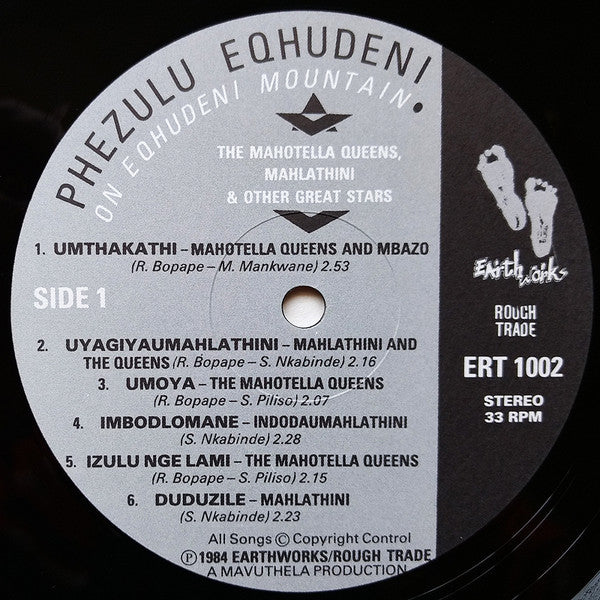 PHEZULU EQHUDENI.
ON EQHUDENI MOUNTAIN.
THE MAHOTELLA QUEENS,
MAHLATHINI
& OTHER GREAT STARS
1. UMTHAKATHI – MAHOTELLA QUEENS AND MBAZO
(R. Bopape – M. Mankwane) 2.53
SIDE 1
2. UYAGIYAUMAHLATHINI – MAHLATHINI AND
THE QUEENS (R. Bopape – S. Nkabinde) 2.16
3. UMOYA – THE MAHOTELLA QUEENS
(R. Bopape – S. Piliso) 2.07
4. IMBODLOMANE – INDODAUMAHLATHINI
(S. Nkabinde) 2.28
5. IZULU NGE LAMI – THE MAHOTELLA QUEENS
(R. Bopape – S. Piliso) 2.15
6. DUDUZILE – MAHLATHINI
(S. Nkabinde) 2.23
All Songs © Copyright Control
℗ 1984 EARTHWORKS/ROUGH TRADE
A MAVUTHELA PRODUCTION
Earthworks
ROUGH
TRADE
ERT 1002
STEREO
33 RPM